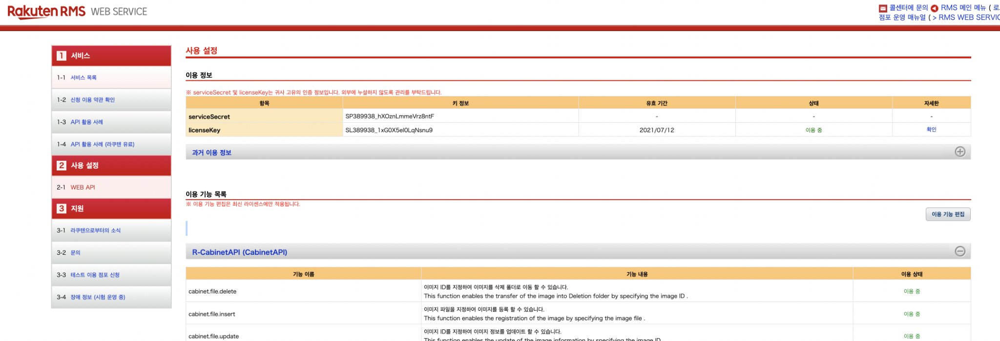 Rakuten RMS WEB SERVICE
콜센터에 문의 RMS 메인 메뉴 ( 로
점포 운영 매뉴얼 ( > RMS WEB SERVIC
1 서비스
1-1 서비스 목록
1-2 신청 이용 약관 확인
1-3 API 활용 사례
1-4 API 활용 사례 (라쿠텐 유료)
2 사용 설정
2-1 WEB API
3 지원
3-1 라쿠텐으로부터의 소식
3-2 문의
3-3 테스트 이용 점포 신청
3-4 장애 정보 (시험 운영 중)
사용 설정
이용 정보
※ serviceSecret 및 licenseKey는 귀사 고유의 인증 정보입니다. 외부에 누설하지 않도록 관리를 부탁드립니다.
항목 키 정보 유효 기간 상태 자세한
serviceSecret SP389938_hXOznLmmeVrz8ntF - - -
licenseKey SL389938_1xG0X5el0LqNsnu9 2021/07/12 이용 중 확인
과거 이용 정보
이용 기능 목록
※ 이용 기능 편집은 최신 라이센스에만 적용됩니다.
이용 기능 편집
R-CabinetAPI (CabinetAPI)
기능 이름 기능 내용 이용 상태
cabinet.file.delete 이미지 ID를 지정하여 이미지를 삭제 폴더로 이동 할 수 있습니다. 이용 중
This function enables the transfer of the image into Deletion folder by specifying the image ID .
cabinet.file.insert 이미지 파일을 지정하여 이미지를 등록 할 수 있습니다. 이용 중
This function enables the registration of the image by specifying the image file .
cabinet.file.update 이미지 ID를 지정하여 이미지 정보를 업데이트 할 수 있습니다. 이용 중
This function enables the update of the image information by specifying the image ID